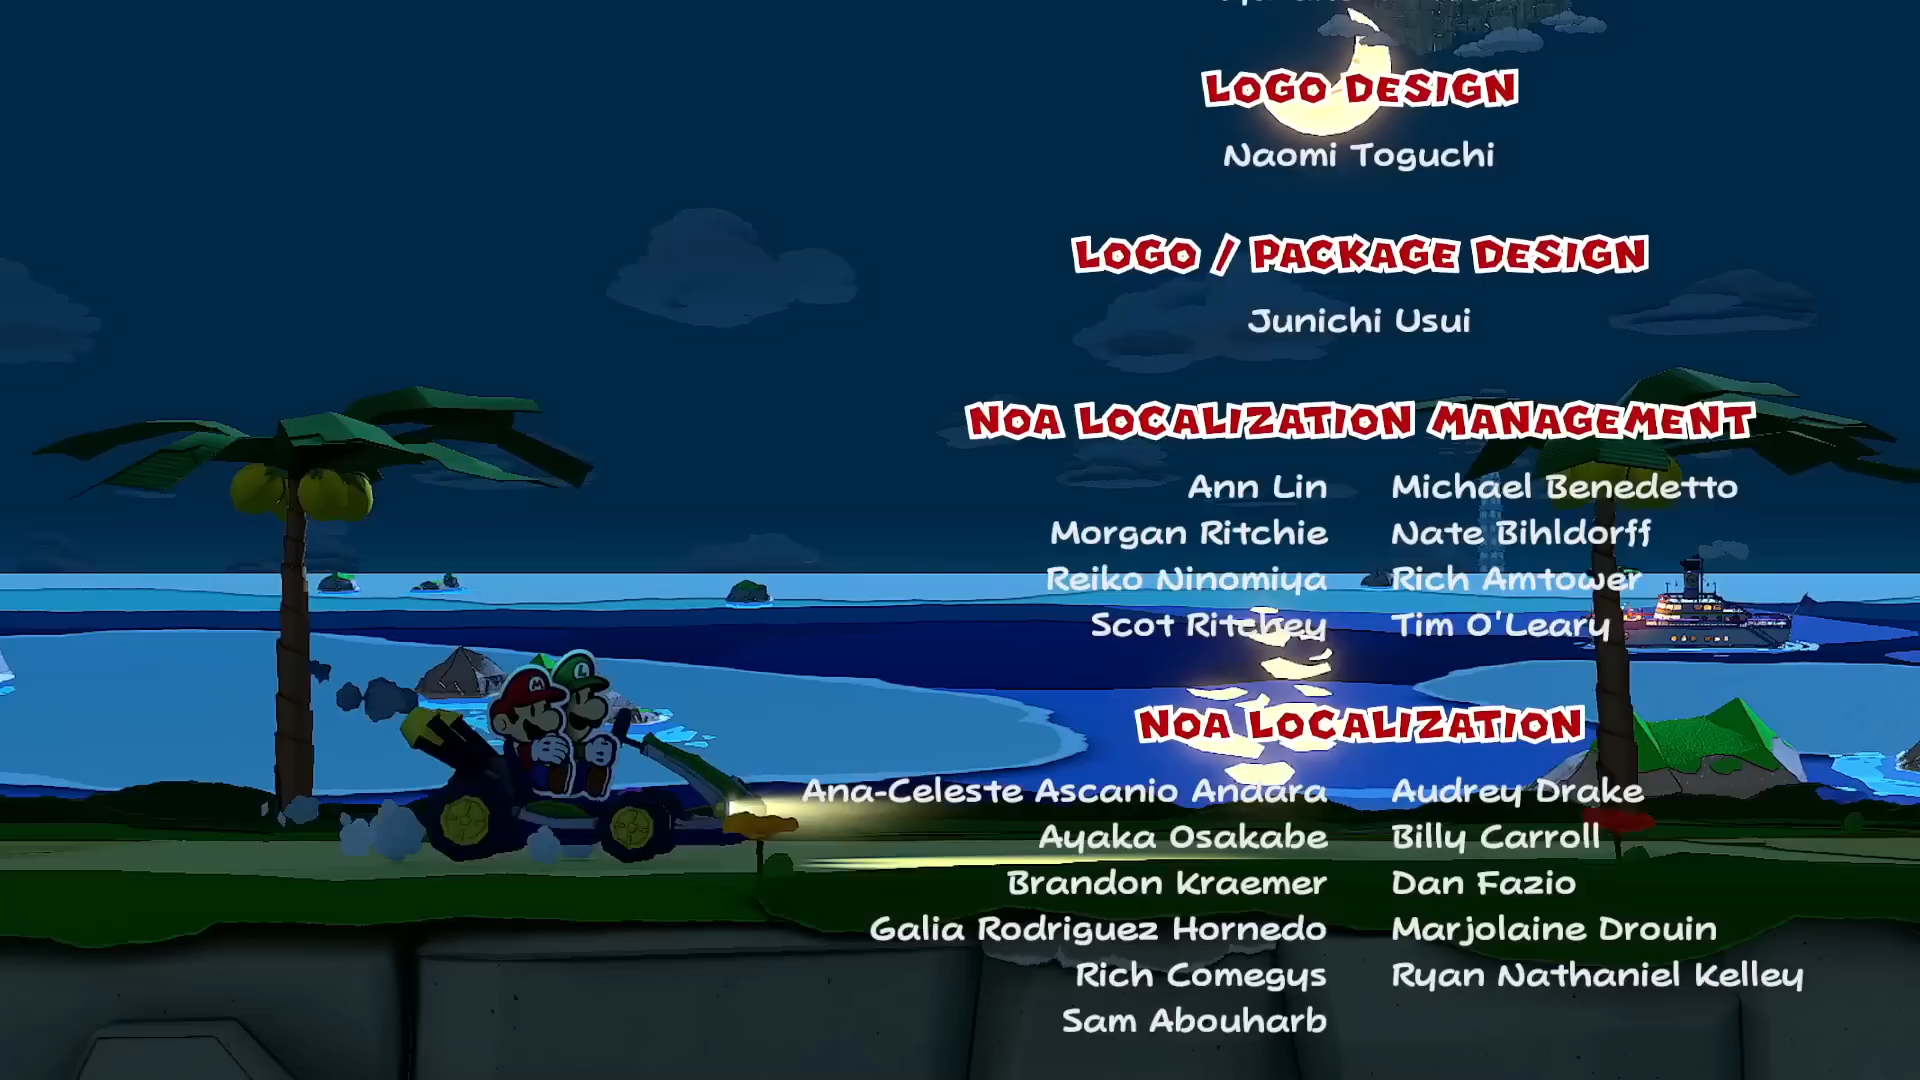 LOGO DESIGN
Naomi Toguchi
LOGO / PACKAGE DESIGN
Junichi Usui
NOA LOCALIZATION MANAGEMENT
Ann Lin Michael Benedetto
Morgan Ritchie Nate Bihldorff
Reiko Ninomiya Rich Amtower
Scot Ritchey Tim O'Leary
NOA LOCALIZATION
Ana-Celeste Ascanio Andara Audrey Drake
Ayaka Osakabe Billy Carroll
Brandon Kraemer Dan Fazio
Galia Rodriguez Hornedo Marjolaine Drouin
Rich Comegys Ryan Nathaniel Kelley
Sam Abouharb